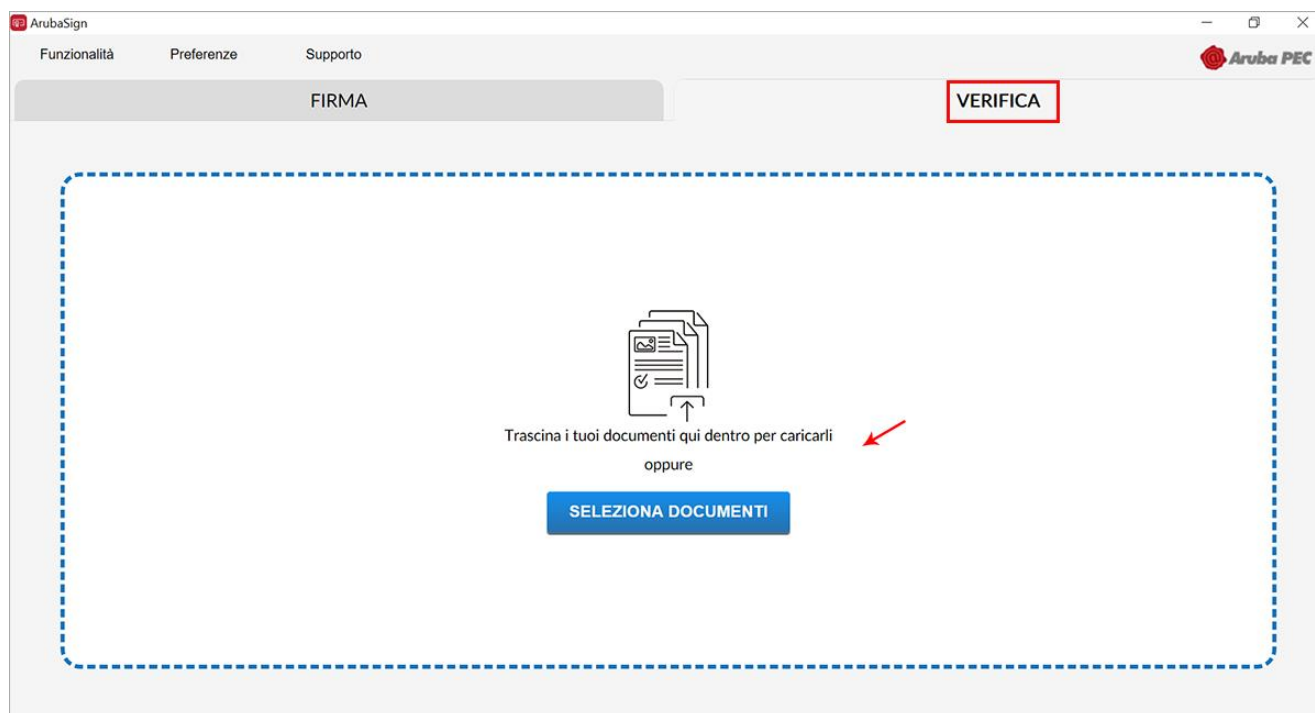 ArubaSign
Funzionalità Preferenze Supporto
Aruba PEC
FIRMA VERIFICA
Trascina i tuoi documenti qui dentro per caricarli
oppure
SELEZIONA DOCUMENTI